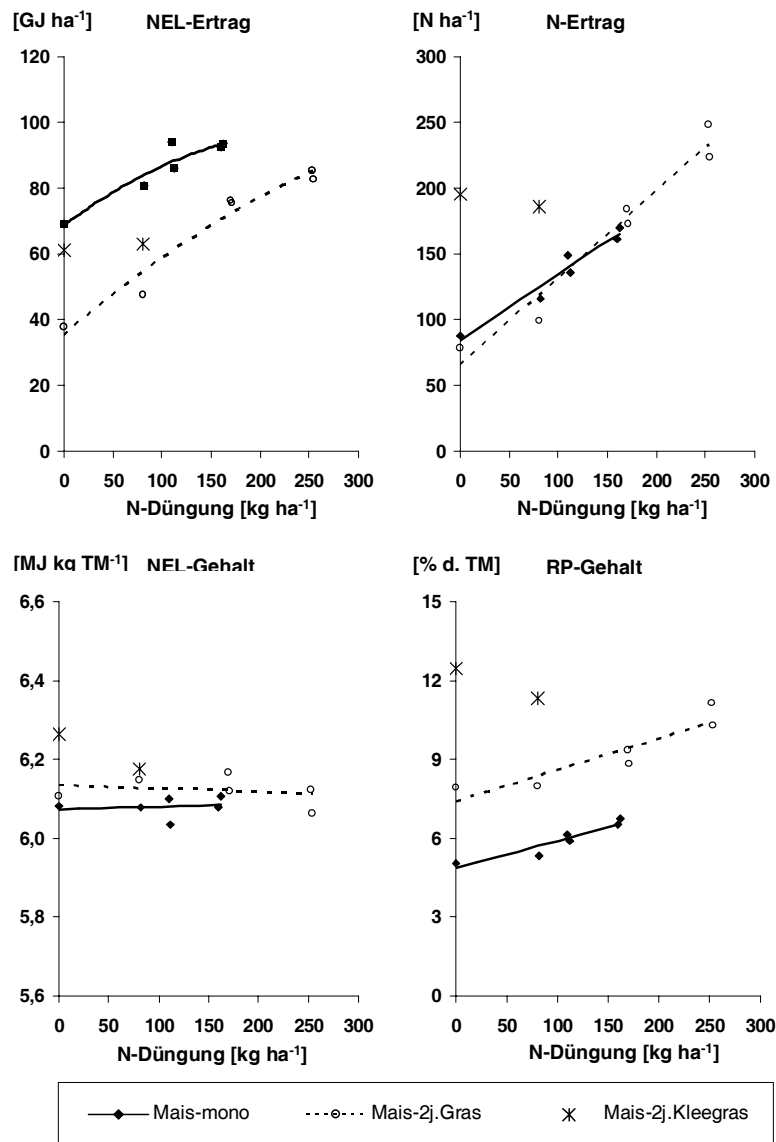 [GJ ha⁻¹] NEL-Ertrag
120
100
80
60
40
20
0
0 50 100 150 200 250 300
N-Düngung [kg ha⁻¹]
[N ha⁻¹] N-Ertrag
300
250
200
150
100
50
0
0 50 100 150 200 250 300
N-Düngung [kg ha⁻¹]
[MJ kg TM⁻¹] NEL-Gehalt
6,6
6,4
6,2
6,0
5,8
5,6
0 50 100 150 200 250 300
N-Düngung [kg ha⁻¹]
[% d. TM] RP-Gehalt
15
12
9
6
3
0
0 50 100 150 200 250 300
N-Düngung [kg ha⁻¹]
Mais-mono Mais-2j.Gras Mais-2j.Kleegras